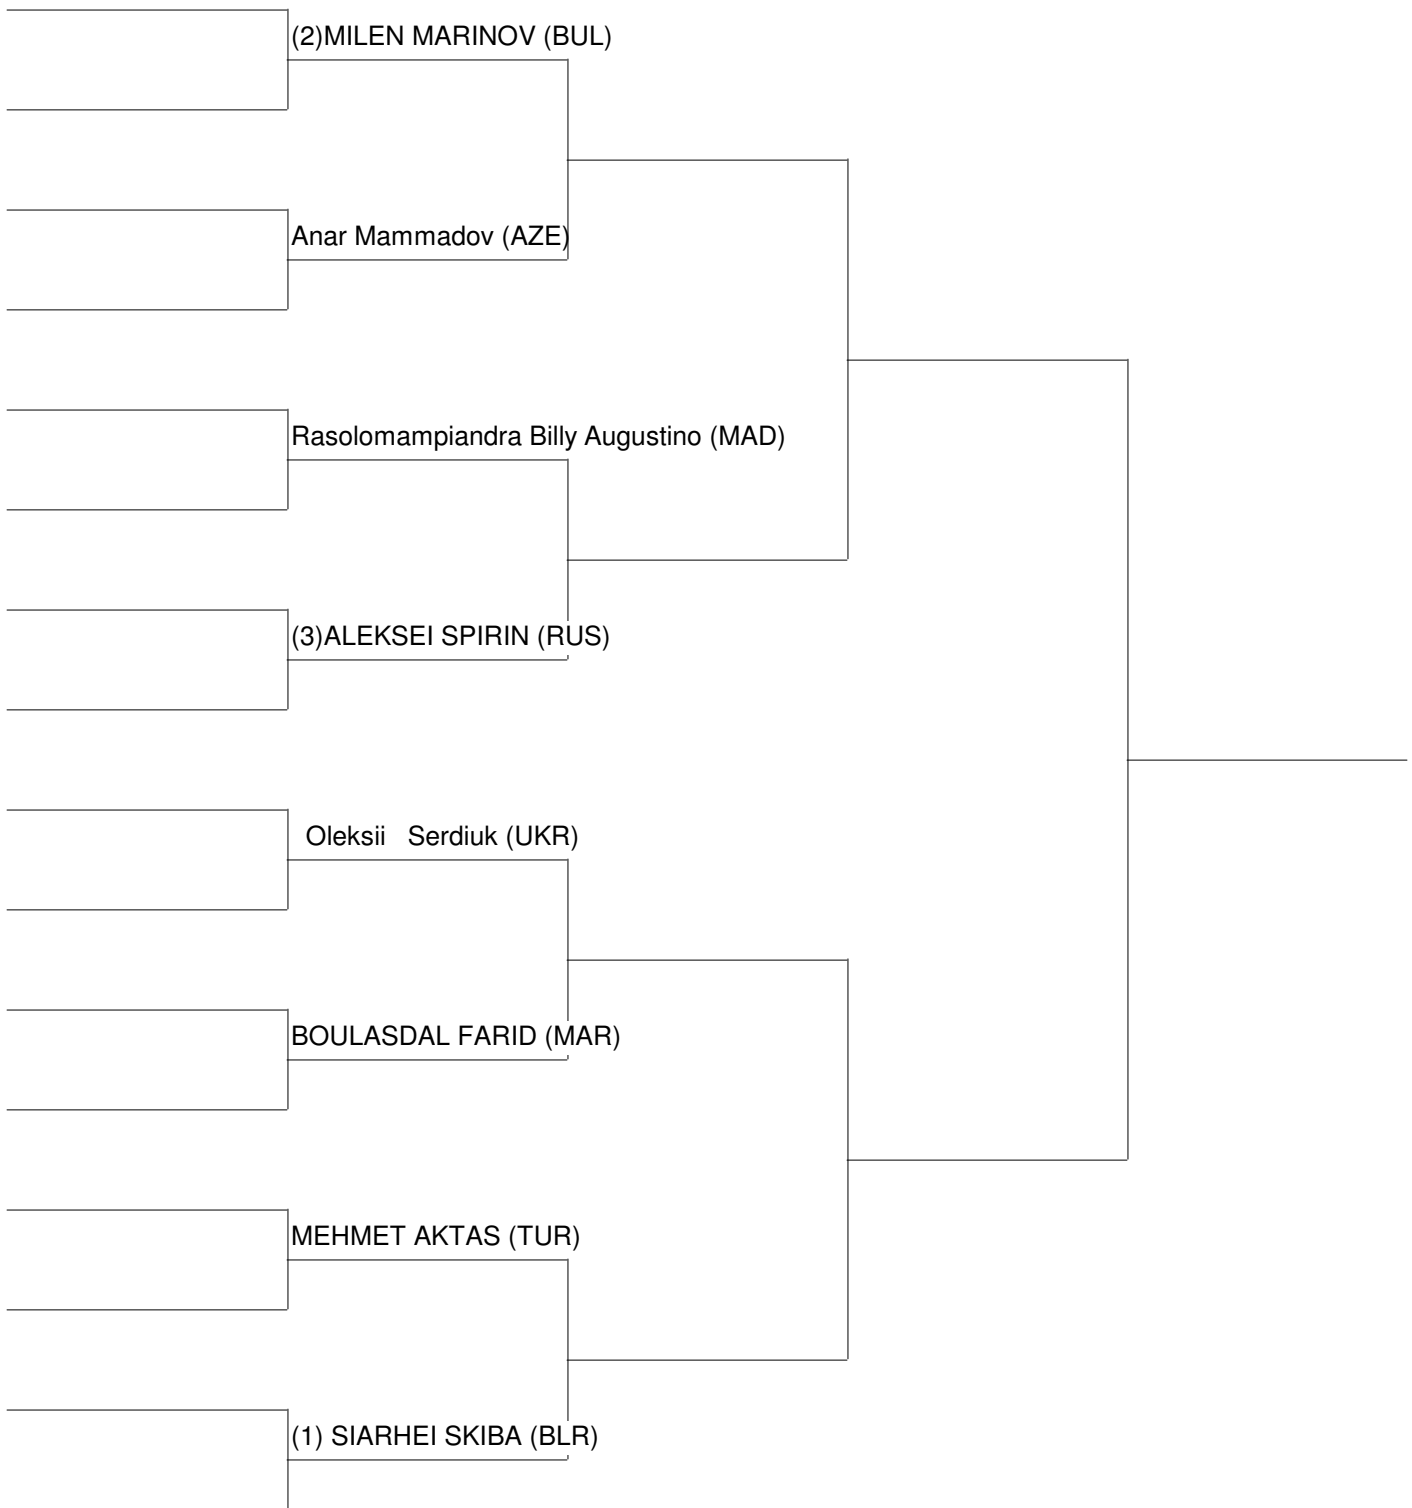 (2)MILEN MARINOV (BUL)
Anar Mammadov (AZE)
Rasolomampiandra Billy Augustino (MAD)
(3)ALEKSEI SPIRIN (RUS)
Oleksii   Serdiuk (UKR)
BOULASDAL FARID (MAR)
MEHMET AKTAS (TUR)
(1) SIARHEI SKIBA (BLR)